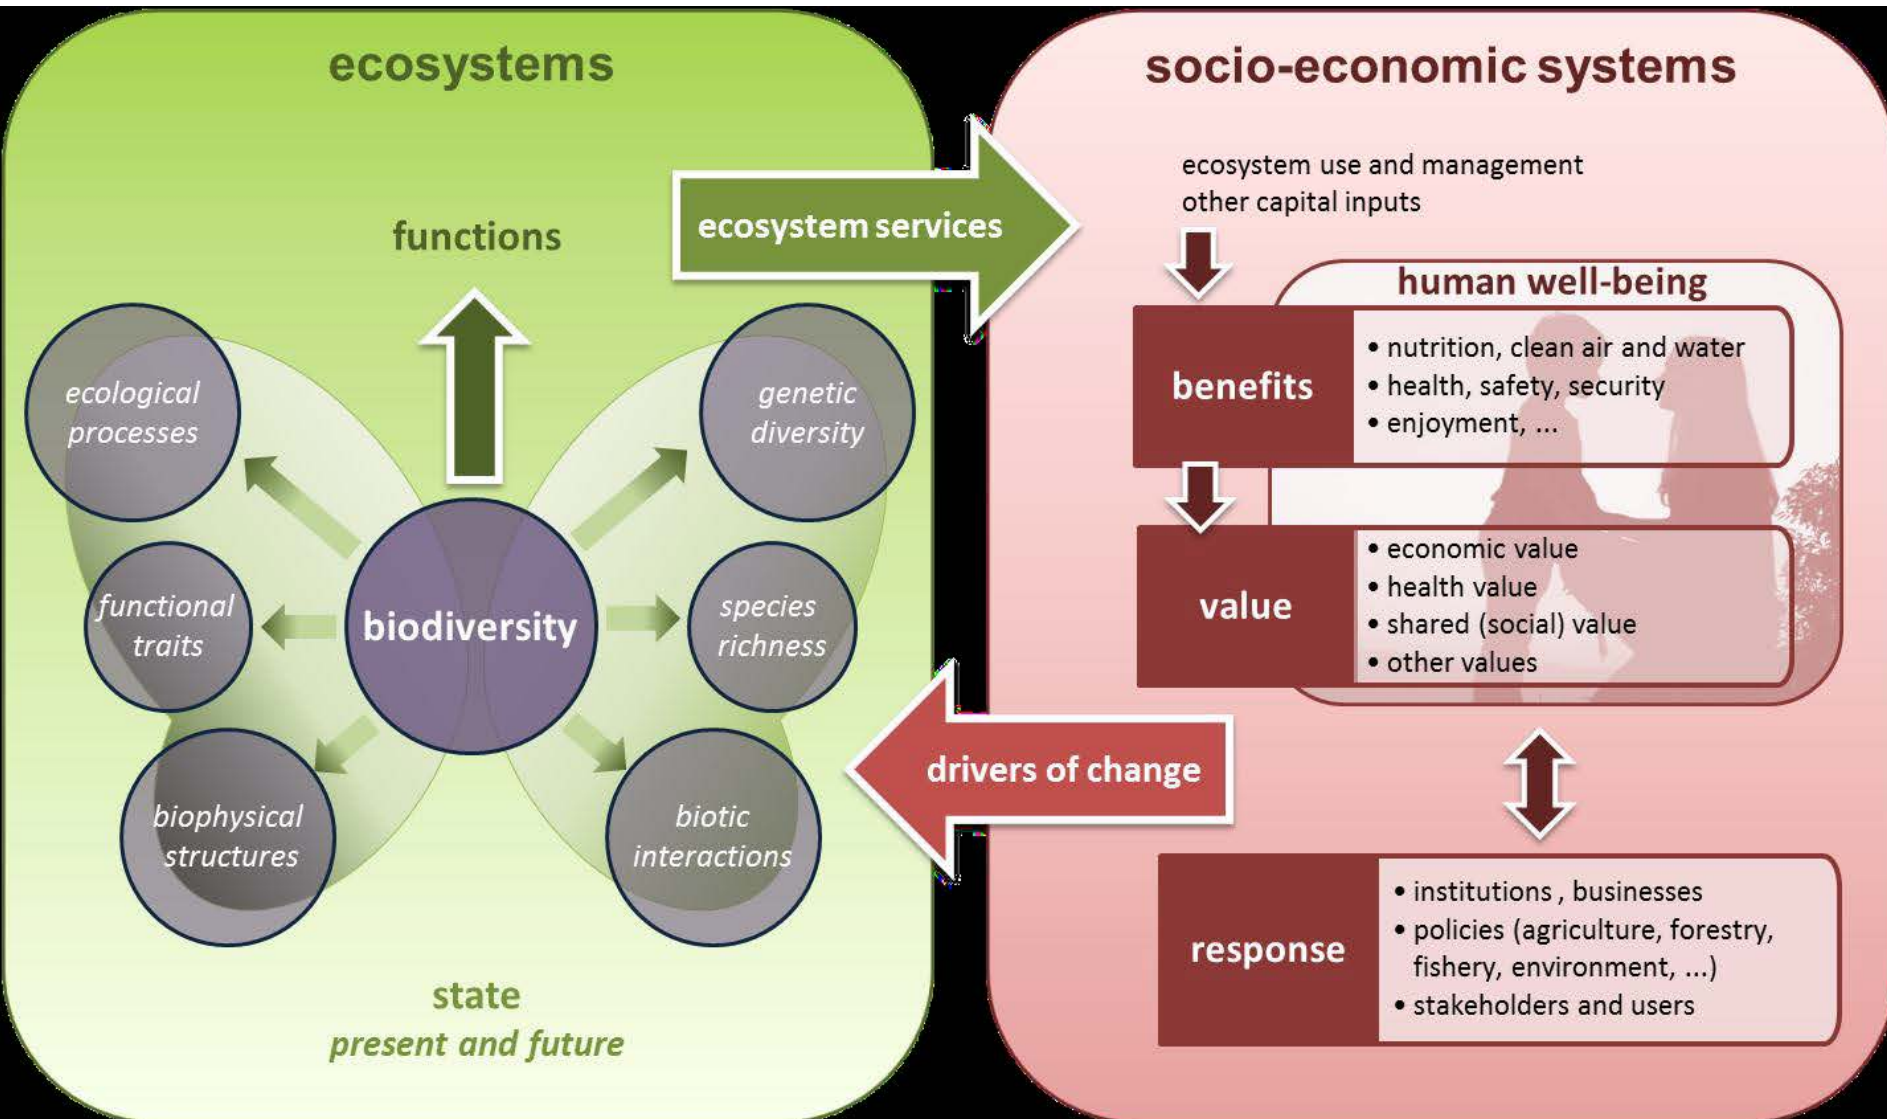 ecosystems
functions
ecosystem services
ecological
processes
genetic
diversity
functional
traits
biodiversity
species
richness
biophysical
structures
biotic
interactions
state
present and future
socio-economic systems
ecosystem use and management
other capital inputs
human well-being
benefits
• nutrition, clean air and water
• health, safety, security
• enjoyment, ...
value
• economic value
• health value
• shared (social) value
• other values
drivers of change
response
• institutions , businesses
• policies (agriculture, forestry,
fishery, environment, ...)
• stakeholders and users